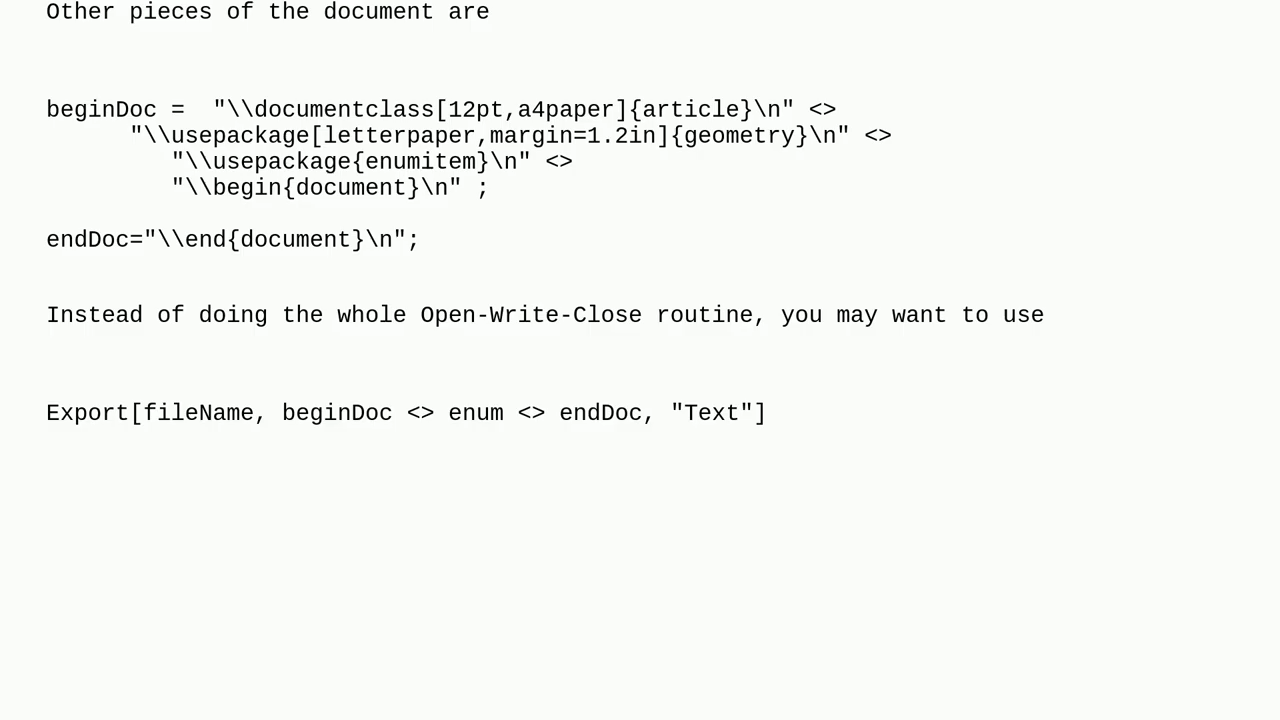 Other pieces of the document are
beginDoc =  "\\documentclass[12pt,a4paper]{article}\n" <>
      "\\usepackage[letterpaper,margin=1.2in]{geometry}\n" <>
         "\\usepackage{enumitem}\n" <>
         "\\begin{document}\n" ;
endDoc="\\end{document}\n";
Instead of doing the whole Open-Write-Close routine, you may want to use
Export[fileName, beginDoc <> enum <> endDoc, "Text"]